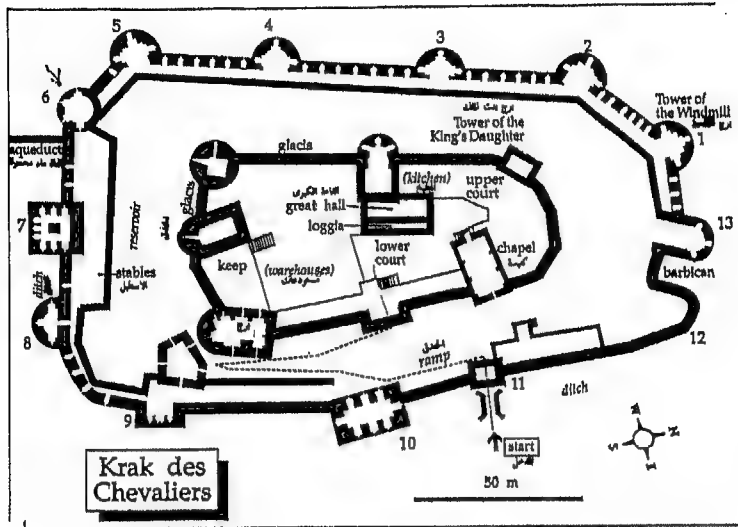 5
4
3
2
6
Tower of
the Windmill
1
aqueduct
Tower of the
King's Daughter
glacis
(kitchen)
upper
court
glacis
great hall
loggia
7
reservoir
13
chapel
كنيسة
keep
lower
court
(warehouses)
barbican
stables
ditch
8
12
ramp
11
ditch
9
10
start
Krak des
Chevaliers
50 m
W
N
S